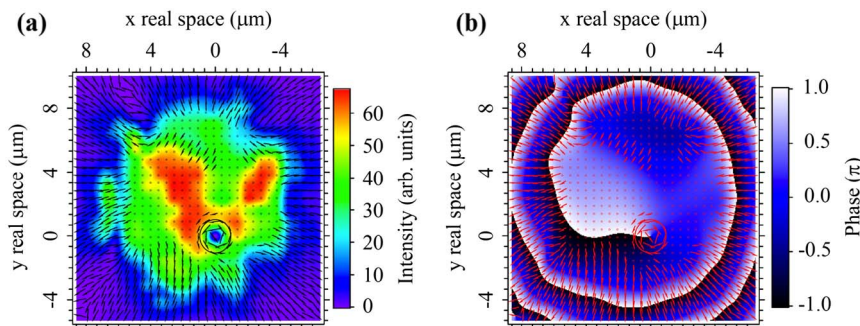 (a)
x real space (μm)
8 4 0 -4
y real space (μm)
8
4
0
-4
60
50
40
30
20
10
0
Intensity (arb. units)
(b)
x real space (μm)
8 4 0 -4
y real space (μm)
8
4
0
-4
1.0
0.5
0.0
-0.5
-1.0
Phase (π)